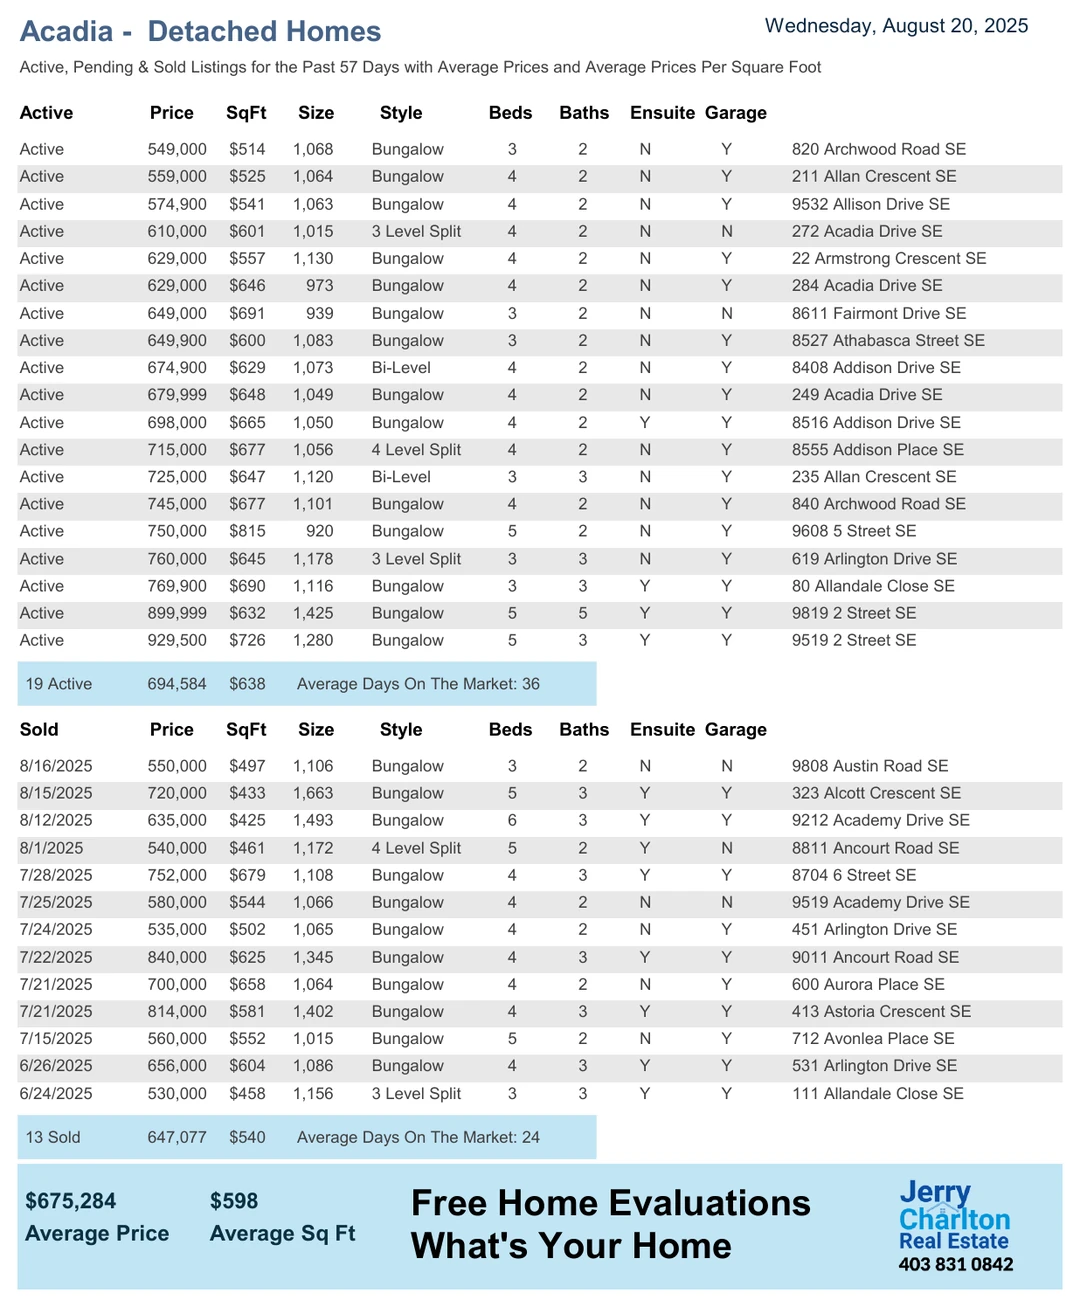 Acadia - Detached Homes
Wednesday, August 20, 2025
Active, Pending & Sold Listings for the Past 57 Days with Average Prices and Average Prices Per Square Foot
Active Price SqFt Size Style Beds Baths Ensuite Garage
Active 549,000 $514 1,068 Bungalow 3 2 N Y 820 Archwood Road SE
Active 559,000 $525 1,064 Bungalow 4 2 N Y 211 Allan Crescent SE
Active 574,900 $541 1,063 Bungalow 4 2 N Y 9532 Allison Drive SE
Active 610,000 $601 1,015 3 Level Split 4 2 N N 272 Acadia Drive SE
Active 629,000 $557 1,130 Bungalow 4 2 N Y 22 Armstrong Crescent SE
Active 629,000 $646 973 Bungalow 4 2 N Y 284 Acadia Drive SE
Active 649,000 $691 939 Bungalow 3 2 N N 8611 Fairmont Drive SE
Active 649,900 $600 1,083 Bungalow 3 2 N Y 8527 Athabasca Street SE
Active 674,900 $629 1,073 Bi-Level 4 2 N Y 8408 Addison Drive SE
Active 679,999 $648 1,049 Bungalow 4 2 N Y 249 Acadia Drive SE
Active 698,000 $665 1,050 Bungalow 4 2 Y Y 8516 Addison Drive SE
Active 715,000 $677 1,056 4 Level Split 4 2 N Y 8555 Addison Place SE
Active 725,000 $647 1,120 Bi-Level 3 3 N Y 235 Allan Crescent SE
Active 745,000 $677 1,101 Bungalow 4 2 N Y 840 Archwood Road SE
Active 750,000 $815 920 Bungalow 5 2 N Y 9608 5 Street SE
Active 760,000 $645 1,178 3 Level Split 3 3 N Y 619 Arlington Drive SE
Active 769,900 $690 1,116 Bungalow 3 3 Y Y 80 Allandale Close SE
Active 899,999 $632 1,425 Bungalow 5 5 Y Y 9819 2 Street SE
Active 929,500 $726 1,280 Bungalow 5 3 Y Y 9519 2 Street SE
19 Active 694,584 $638 Average Days On The Market: 36
Sold Price SqFt Size Style Beds Baths Ensuite Garage
8/16/2025 550,000 $497 1,106 Bungalow 3 2 N N 9808 Austin Road SE
8/15/2025 720,000 $433 1,663 Bungalow 5 3 Y Y 323 Alcott Crescent SE
8/12/2025 635,000 $425 1,493 Bungalow 6 3 Y Y 9212 Academy Drive SE
8/1/2025 540,000 $461 1,172 4 Level Split 5 2 Y N 8811 Ancourt Road SE
7/28/2025 752,000 $679 1,108 Bungalow 4 3 Y Y 8704 6 Street SE
7/25/2025 580,000 $544 1,066 Bungalow 4 2 N N 9519 Academy Drive SE
7/24/2025 535,000 $502 1,065 Bungalow 4 2 N Y 451 Arlington Drive SE
7/22/2025 840,000 $625 1,345 Bungalow 4 3 Y Y 9011 Ancourt Road SE
7/21/2025 700,000 $658 1,064 Bungalow 4 2 N Y 600 Aurora Place SE
7/21/2025 814,000 $581 1,402 Bungalow 4 3 Y Y 413 Astoria Crescent SE
7/15/2025 560,000 $552 1,015 Bungalow 5 2 N Y 712 Avonlea Place SE
6/26/2025 656,000 $604 1,086 Bungalow 4 3 Y Y 531 Arlington Drive SE
6/24/2025 530,000 $458 1,156 3 Level Split 3 3 Y Y 111 Allandale Close SE
13 Sold 647,077 $540 Average Days On The Market: 24
$675,284 $598
Average Price Average Sq Ft
Free Home Evaluations
What's Your Home
Jerry
Charlton
Real Estate
403 831 0842